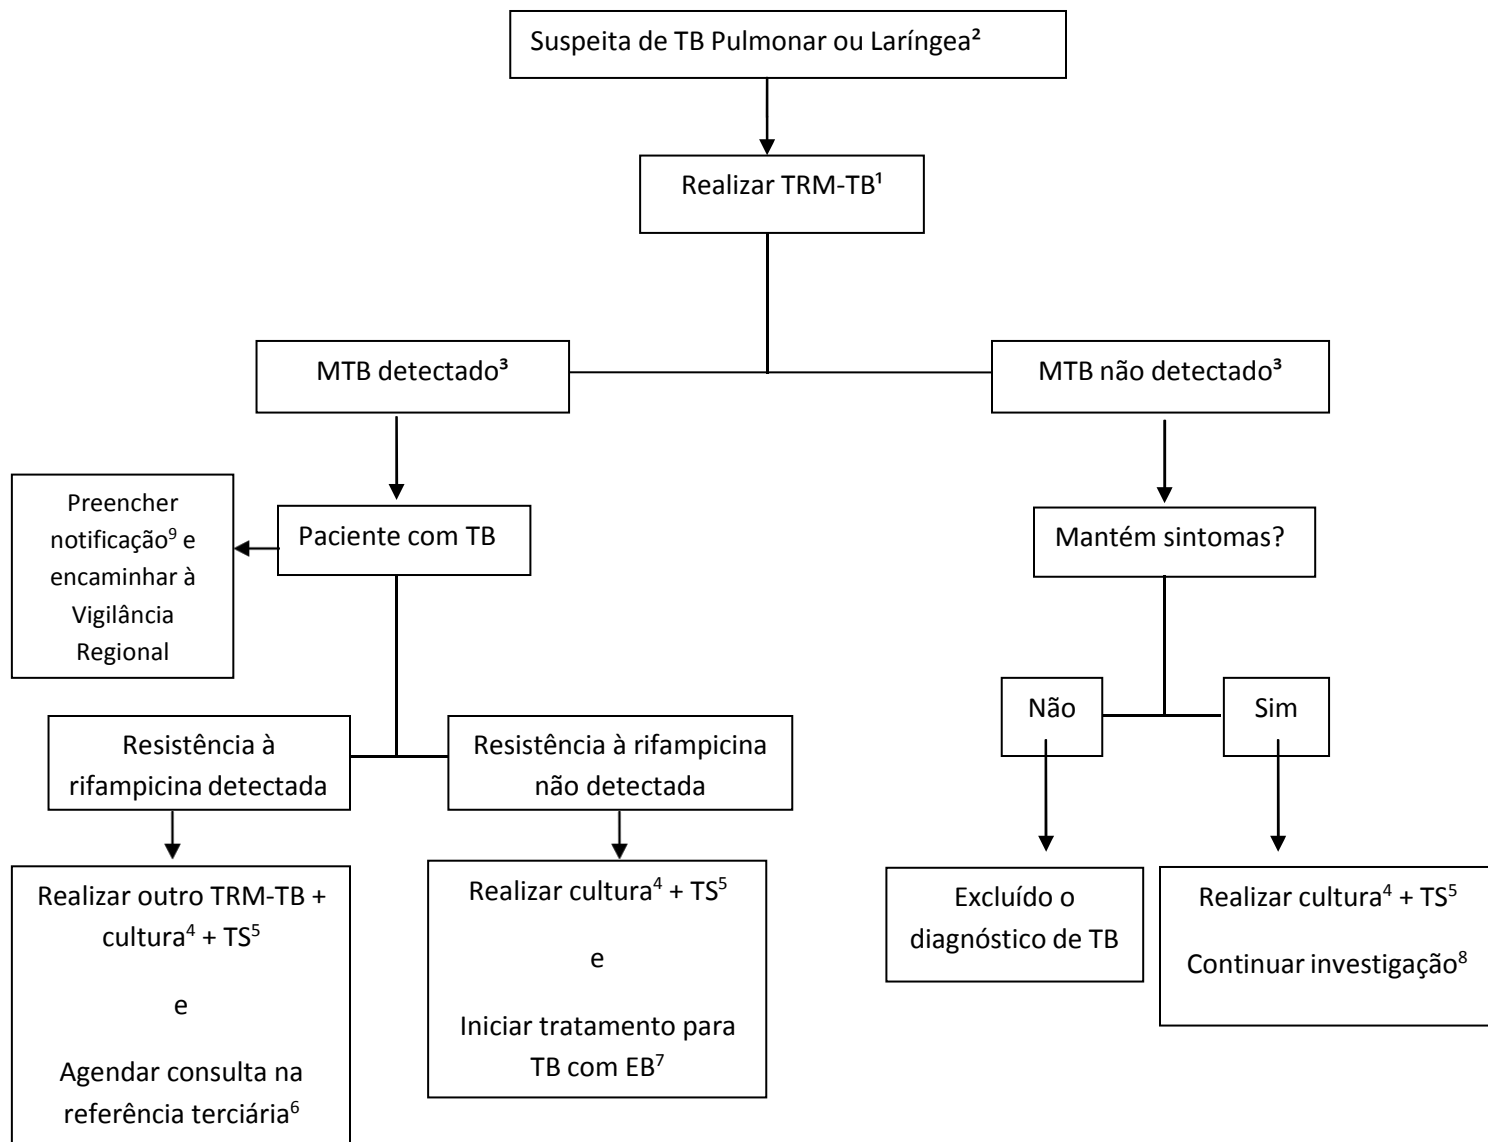 Suspeita de TB Pulmonar ou Laríngea²
Realizar TRM-TB¹
MTB detectado³
MTB não detectado³
Preencher
notificação⁹ e
encaminhar à
Vigilância
Regional
Paciente com TB
Mantém sintomas?
Não
Sim
Resistência à
rifampicina detectada
Resistência à rifampicina
não detectada
Realizar outro TRM-TB +
cultura⁴ + TS⁵
e
Agendar consulta na
referência terciária⁶
Realizar cultura⁴ + TS⁵
e
Iniciar tratamento para
TB com EB⁷
Excluído o
diagnóstico de TB
Realizar cultura⁴ + TS⁵
Continuar investigação⁸